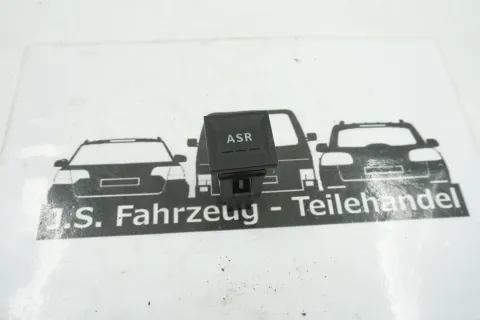 ASR
J.S. Fahrzeug - Teilehandel